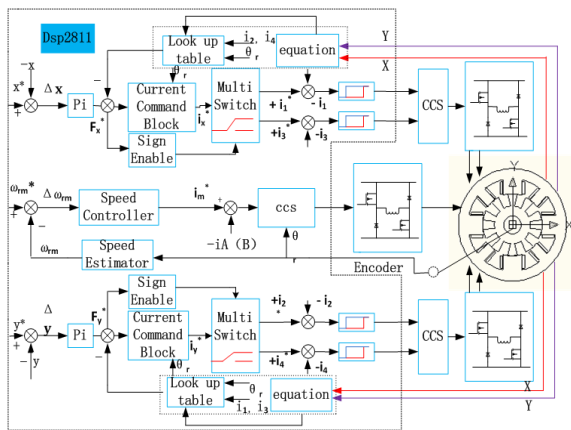 Dsp2811
-x
x*
+
Δ x
Pi
-
Fx*
Look up
table
θr
i2, i4
θr
equation
Current
Command
Block
Sign
Enable
ix*
Multi
Switch
+i1*
-i1
+i3*
-i3
CCS
Y
X
ωrm*
-
Δ ωrm
Speed
Controller
im*
+
-iA (B)
ccs
θ
r
Encoder
ωrm
Speed
Estimator
Y
X
y*
+
-
y
Δ
y
Pi
-
Fy*
Sign
Enable
Current
Command
Block
θr
iy*
Multi
Switch
+i2
*
-i2
+i4*
-i4
CCS
Look up
table
θr
i1, i3
equation
X
Y